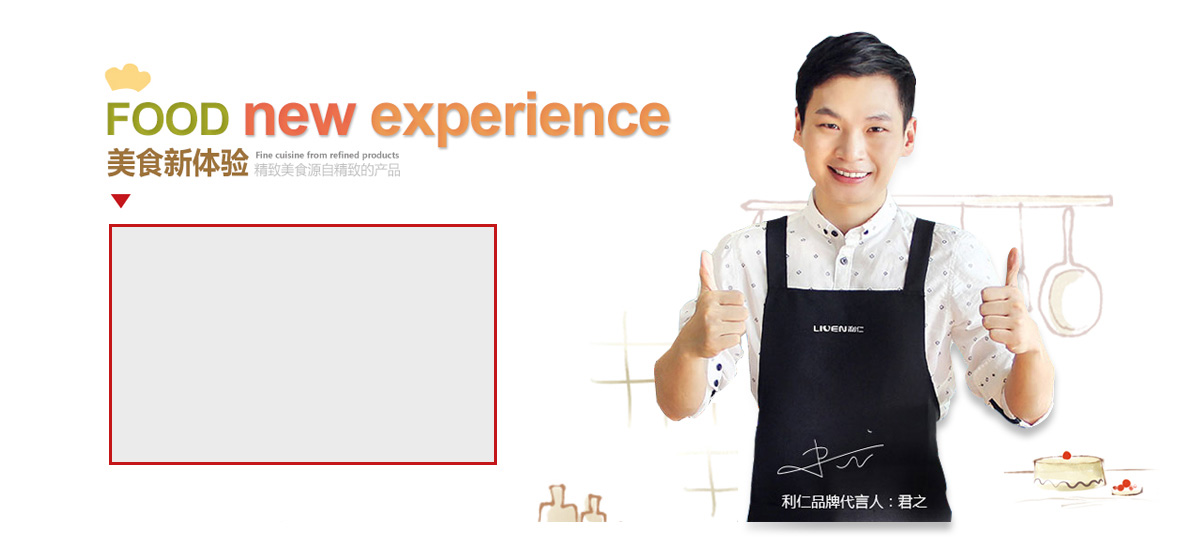 FOOD new experience
美食新体验
Fine cuisine from refined products
精致美食源自精致的产品
LIVEN利仁
利仁品牌代言人：君之